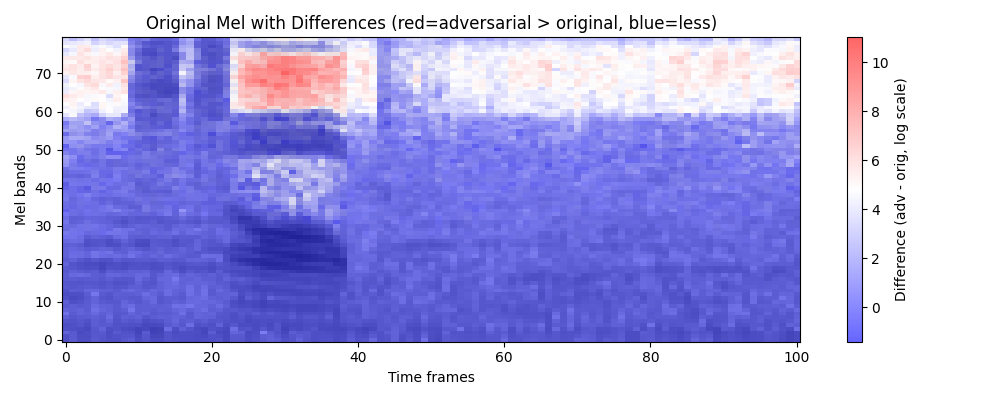 Original Mel with Differences (red=adversarial > original, blue=less)
Mel bands
70
60
50
40
30
20
10
0
0 20 40 60 80 100
Time frames
10
8
6
4
2
0
Difference (adv - orig, log scale)